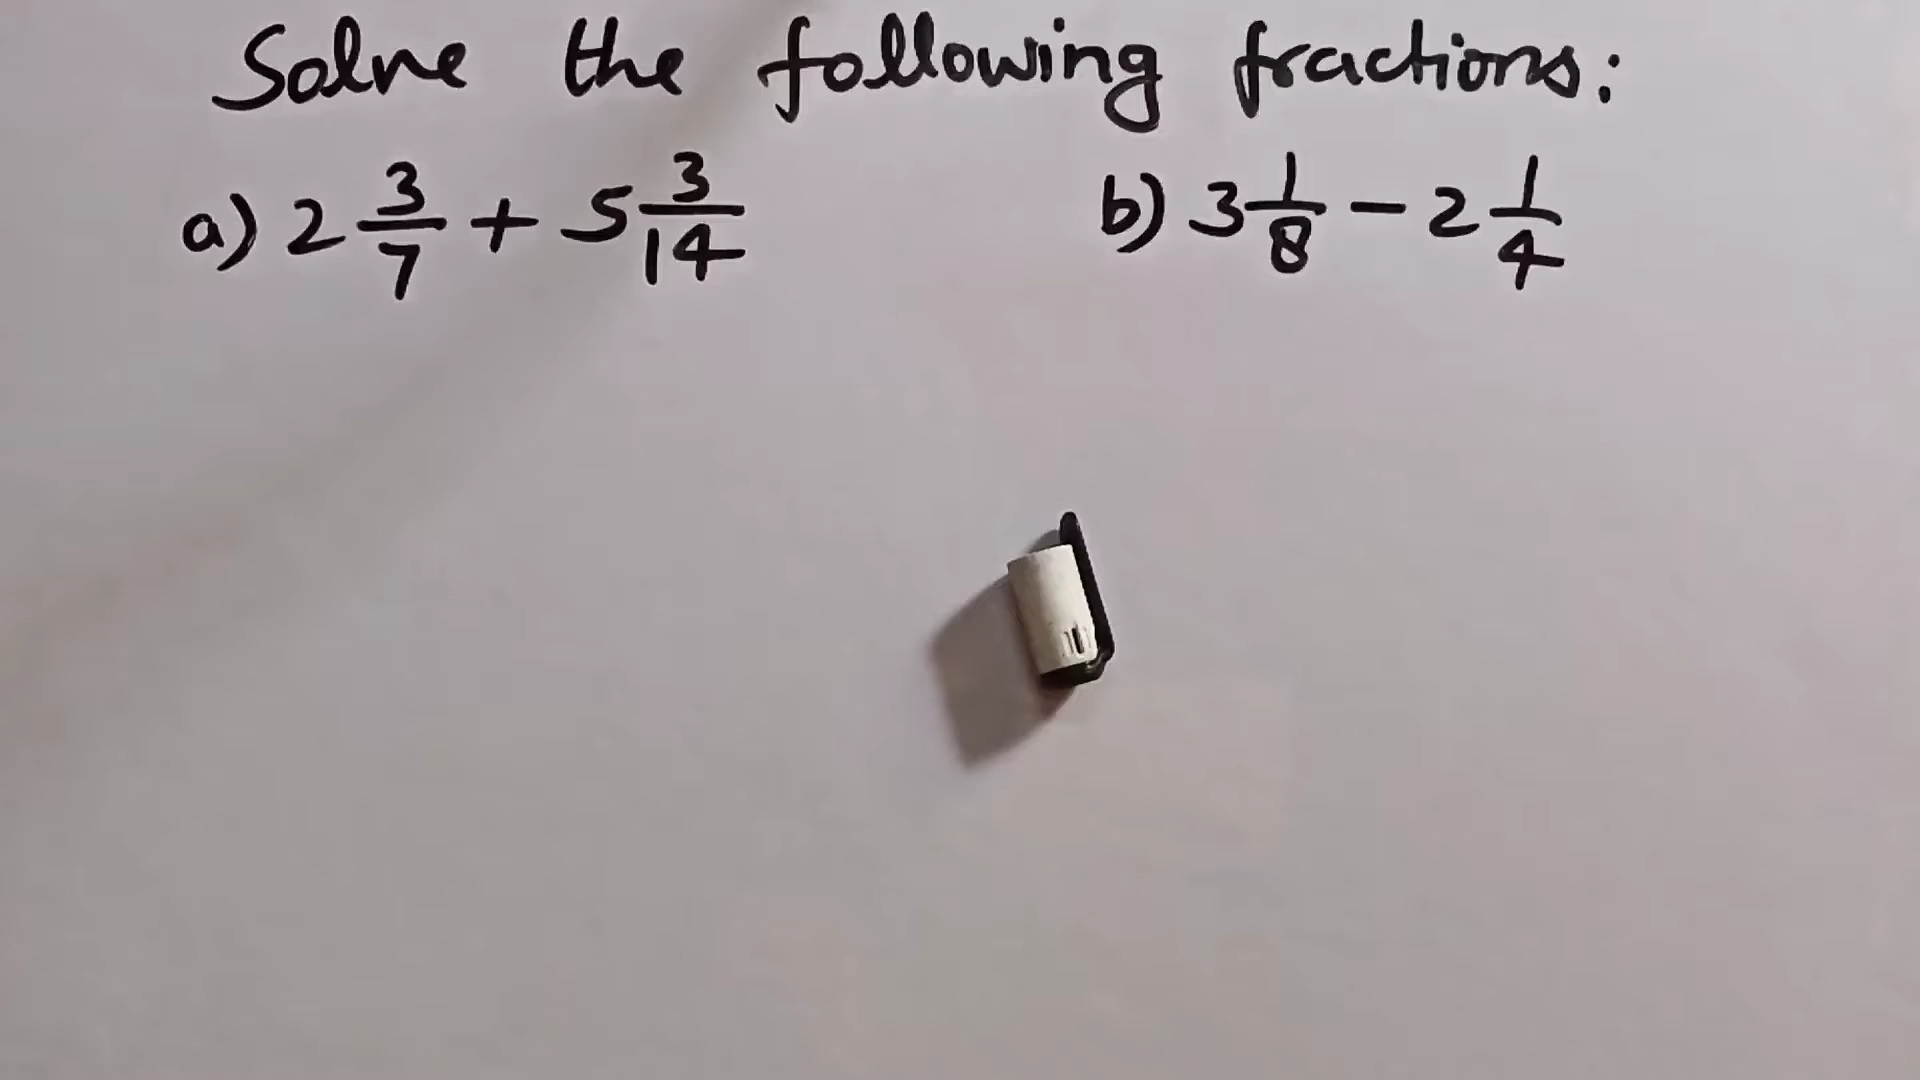 Solve the following fractions:
a) 2 3/7 + 5 3/14 b) 3 1/8 - 2 1/4